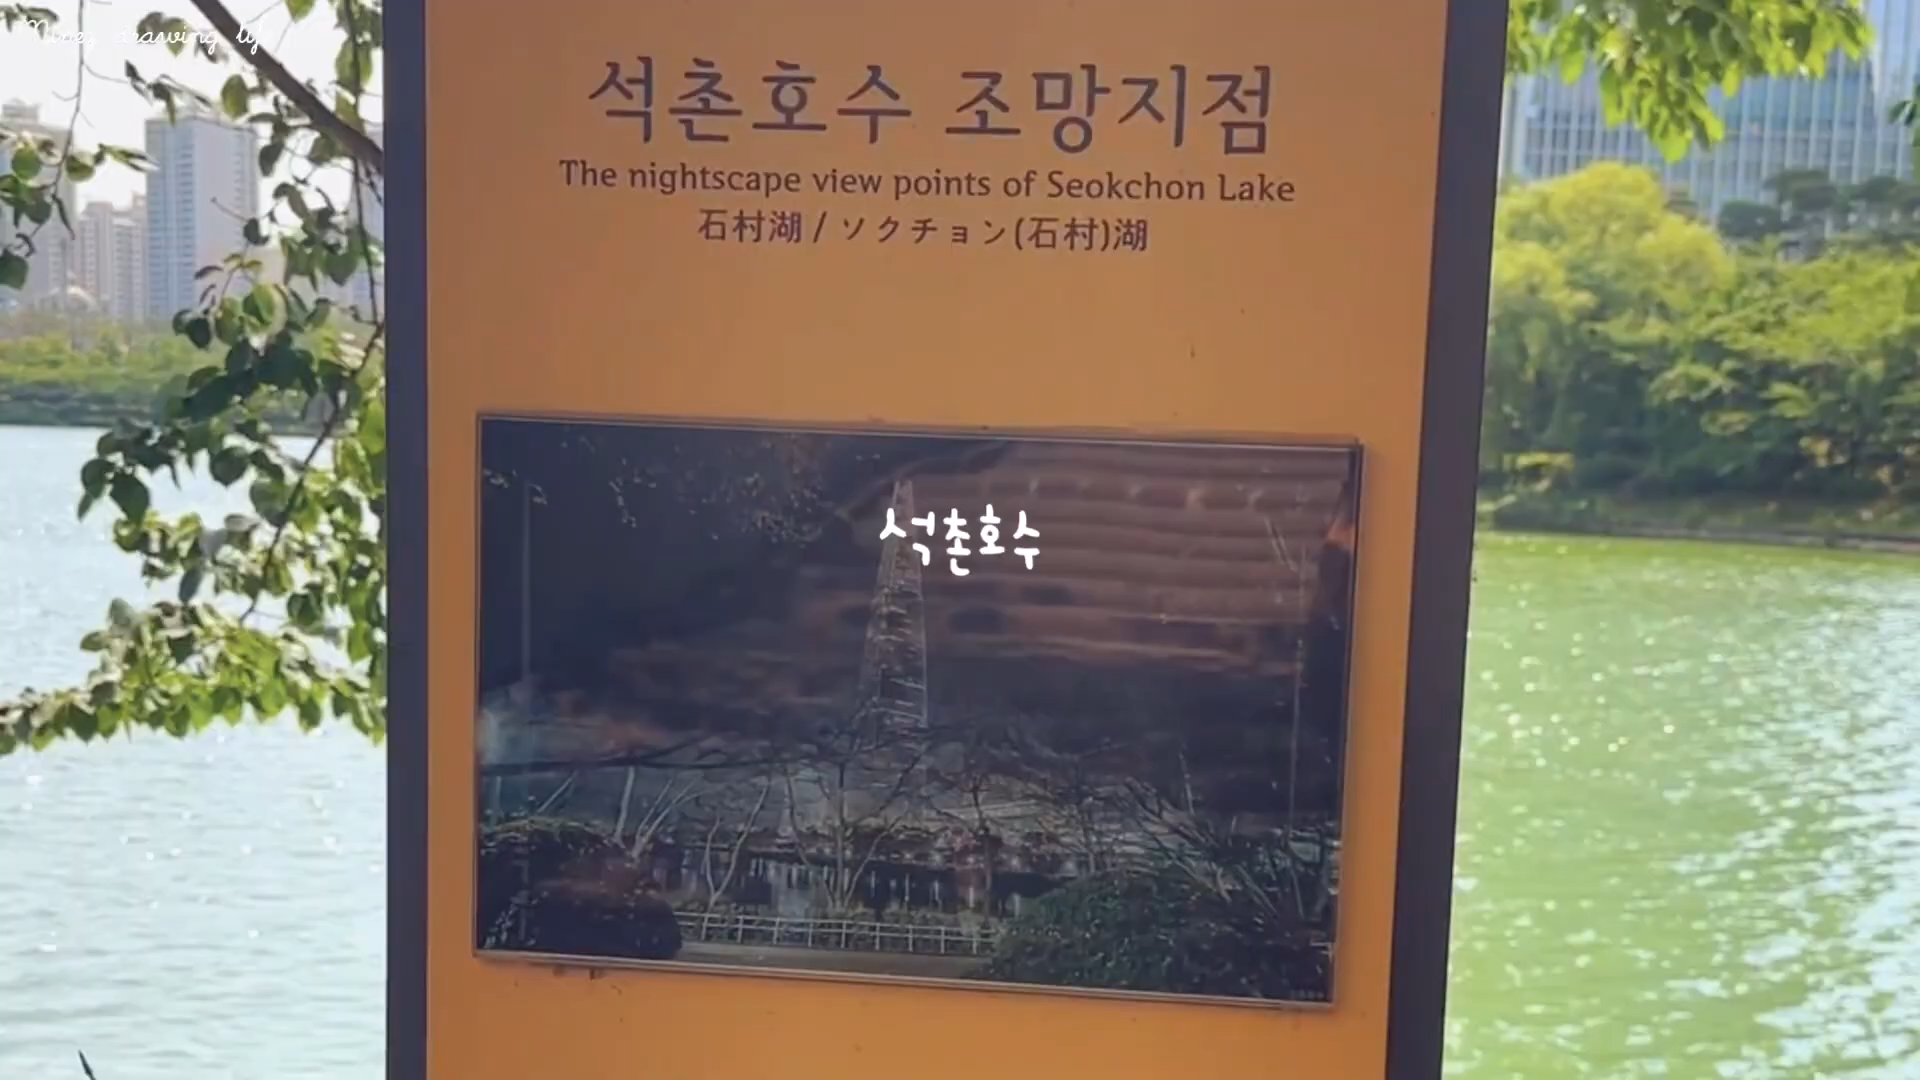 석촌호수 조망지점
The nightscape view points of Seokchon Lake
石村湖 / ソクチョン(石村)湖
석촌호수